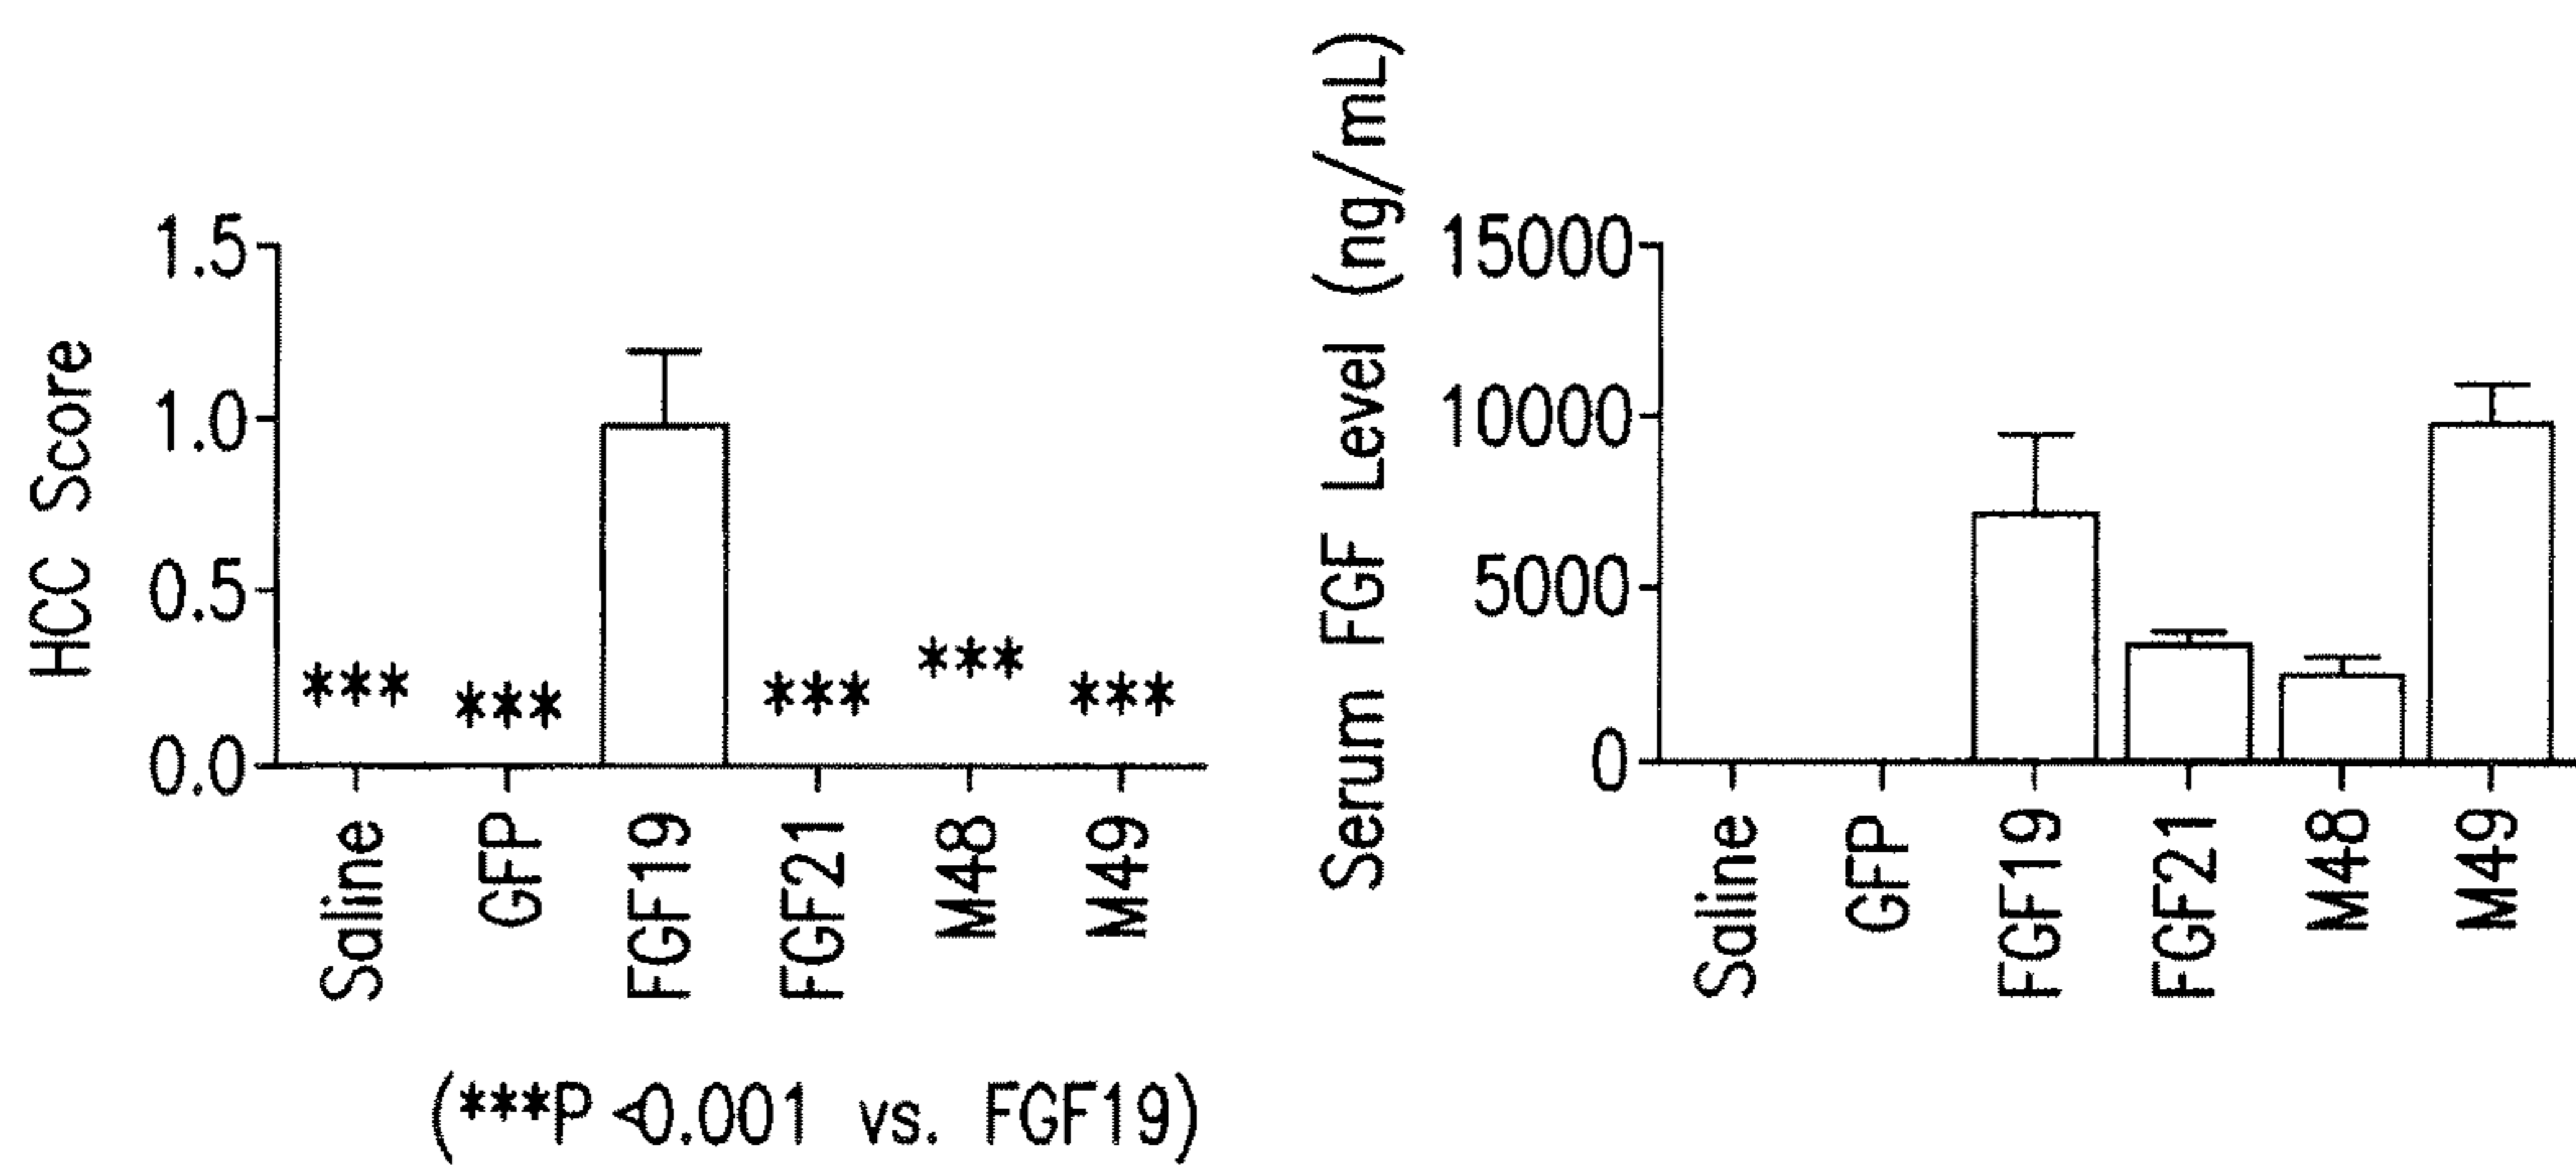 HCC Score
1.5
1.0
0.5
0.0
Saline
GFP
FGF19
FGF21
M48
M49
***
***
***
***
***
(***P <0.001 vs. FGF19)
Serum FGF Level (ng/mL)
15000
10000
5000
0
Saline
GFP
FGF19
FGF21
M48
M49